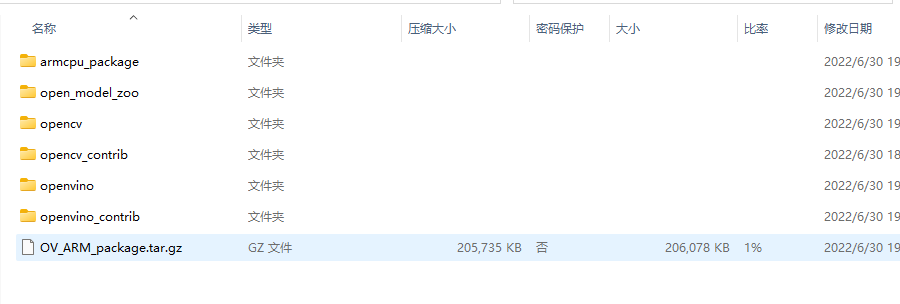 名称 类型 压缩大小 密码保护 大小 比率 修改日期
armcpu_package 文件夹 2022/6/30 19
open_model_zoo 文件夹 2022/6/30 19
opencv 文件夹 2022/6/30 19
opencv_contrib 文件夹 2022/6/30 18
openvino 文件夹 2022/6/30 19
openvino_contrib 文件夹 2022/6/30 19
OV_ARM_package.tar.gz GZ 文件 205,735 KB 否 206,078 KB 1% 2022/6/30 19